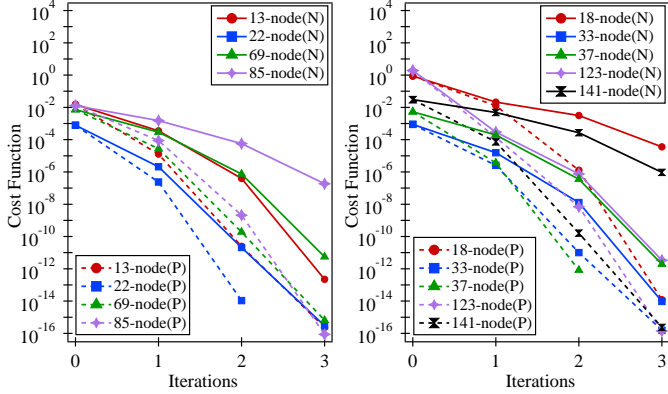 10^4
10^2
10^0
10^-2
10^-4
10^-6
10^-8
10^-10
10^-12
10^-14
10^-16
Cost Function
13-node(N)
22-node(N)
69-node(N)
85-node(N)
13-node(P)
22-node(P)
69-node(P)
85-node(P)
0 1 2 3
Iterations
10^4
10^2
10^0
10^-2
10^-4
10^-6
10^-8
10^-10
10^-12
10^-14
10^-16
Cost Function
18-node(N)
33-node(N)
37-node(N)
123-node(N)
141-node(N)
18-node(P)
33-node(P)
37-node(P)
123-node(P)
141-node(P)
0 1 2 3
Iterations